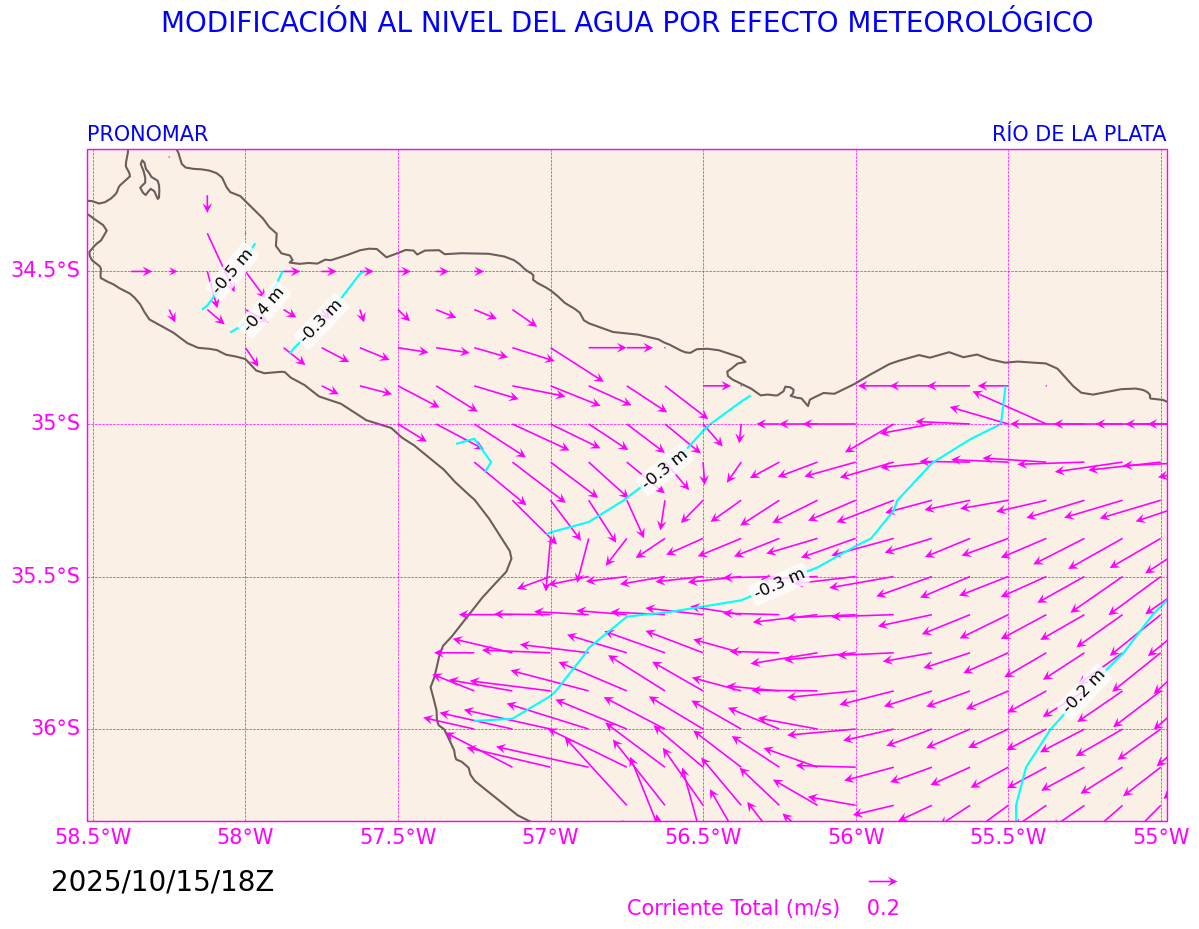 MODIFICACIÓN AL NIVEL DEL AGUA POR EFECTO METEOROLÓGICO
PRONOMAR
RÍO DE LA PLATA
-0.5 m
34.5°S
-0.4 m
-0.3 m
35°S
-0.3 m
35.5°S
-0.3 m
-0.2 m
36°S
58.5°W
58°W
57.5°W
57°W
56.5°W
56°W
55.5°W
55°W
2025/10/15/18Z
Corriente Total (m/s)
0.2